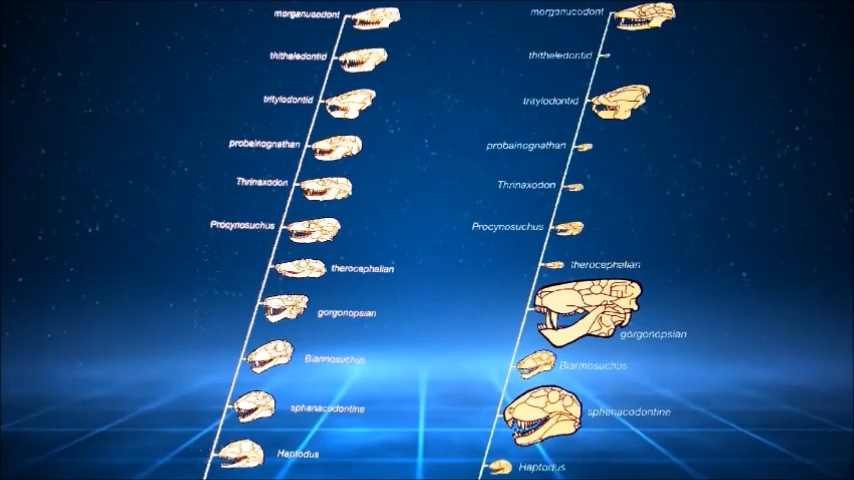 morganucodont
thitheledontid
tritylodontid
probainognathan
Thrinaxodon
Procynosuchus
therocephalian
gorgonopsian
Biarmosuchus
sphenacodontine
Haptodus
morganucodont
thitheledontid
tritylodontid
probainognathan
Thrinaxodon
Procynosuchus
therocephalian
gorgonopsian
Biarmosuchus
sphenacodontine
Haptodus